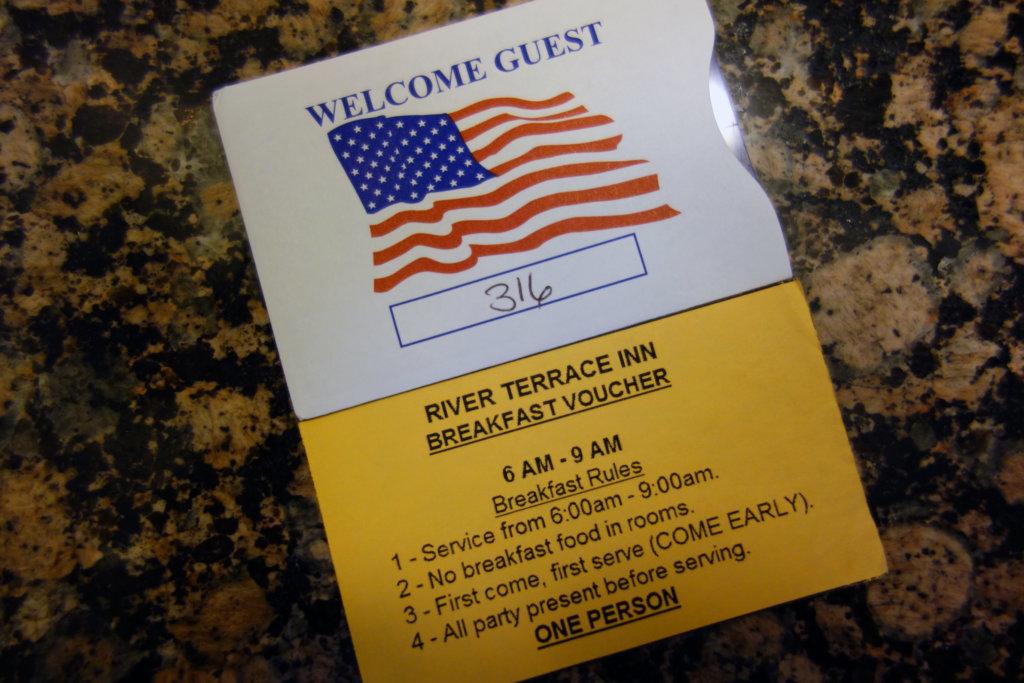 WELCOME GUEST
316
RIVER TERRACE INN
BREAKFAST VOUCHER
6 AM - 9 AM
Breakfast Rules
1 - Service from 6:00am - 9:00am.
2 - No breakfast food in rooms.
3 - First come, first serve (COME EARLY).
4 - All party present before serving.
ONE PERSON